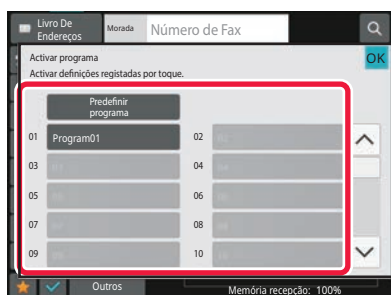 Livro De
Endereços
Morada
Número de Fax
Ativar programa
OK
Activar definições registadas por toque.
Predefinir
programa
01
Program01
02
03
04
05
06
07
08
09
10
Outros
Memória recepção: 100%